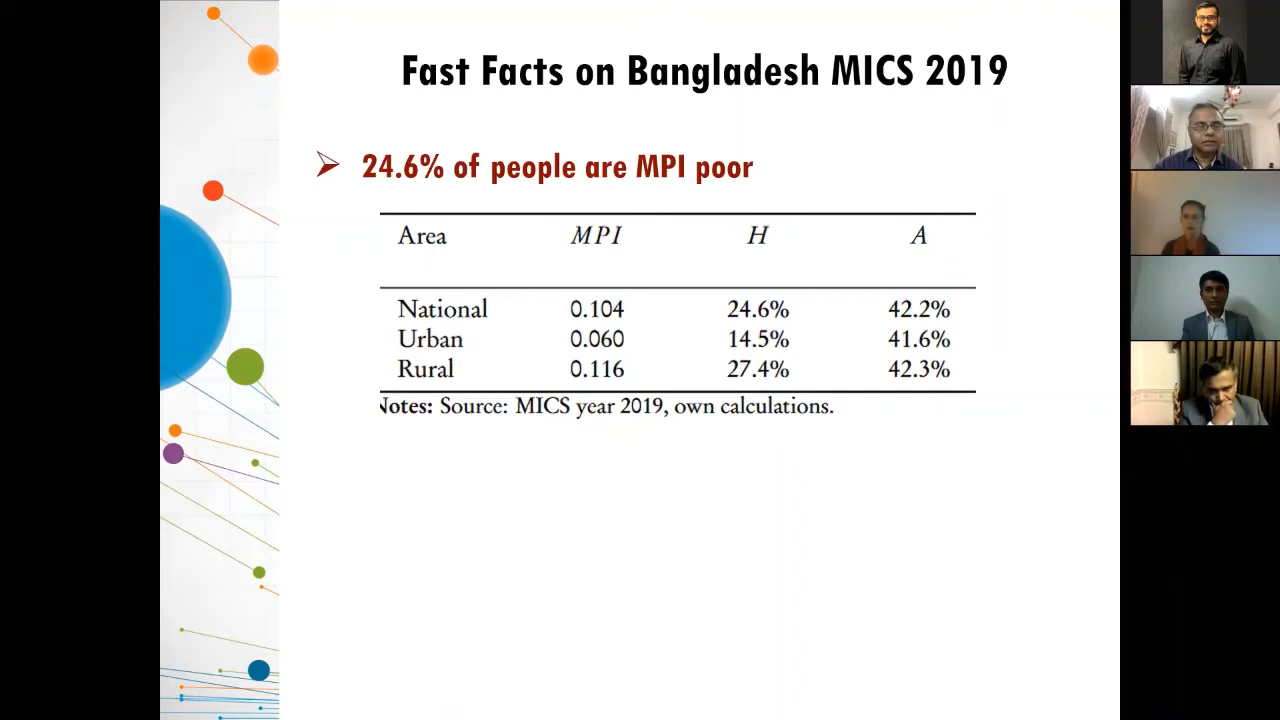 Fast Facts on Bangladesh MICS 2019
24.6% of people are MPI poor
Area MPI H A
National 0.104 24.6% 42.2%
Urban 0.060 14.5% 41.6%
Rural 0.116 27.4% 42.3%
Notes: Source: MICS year 2019, own calculations.